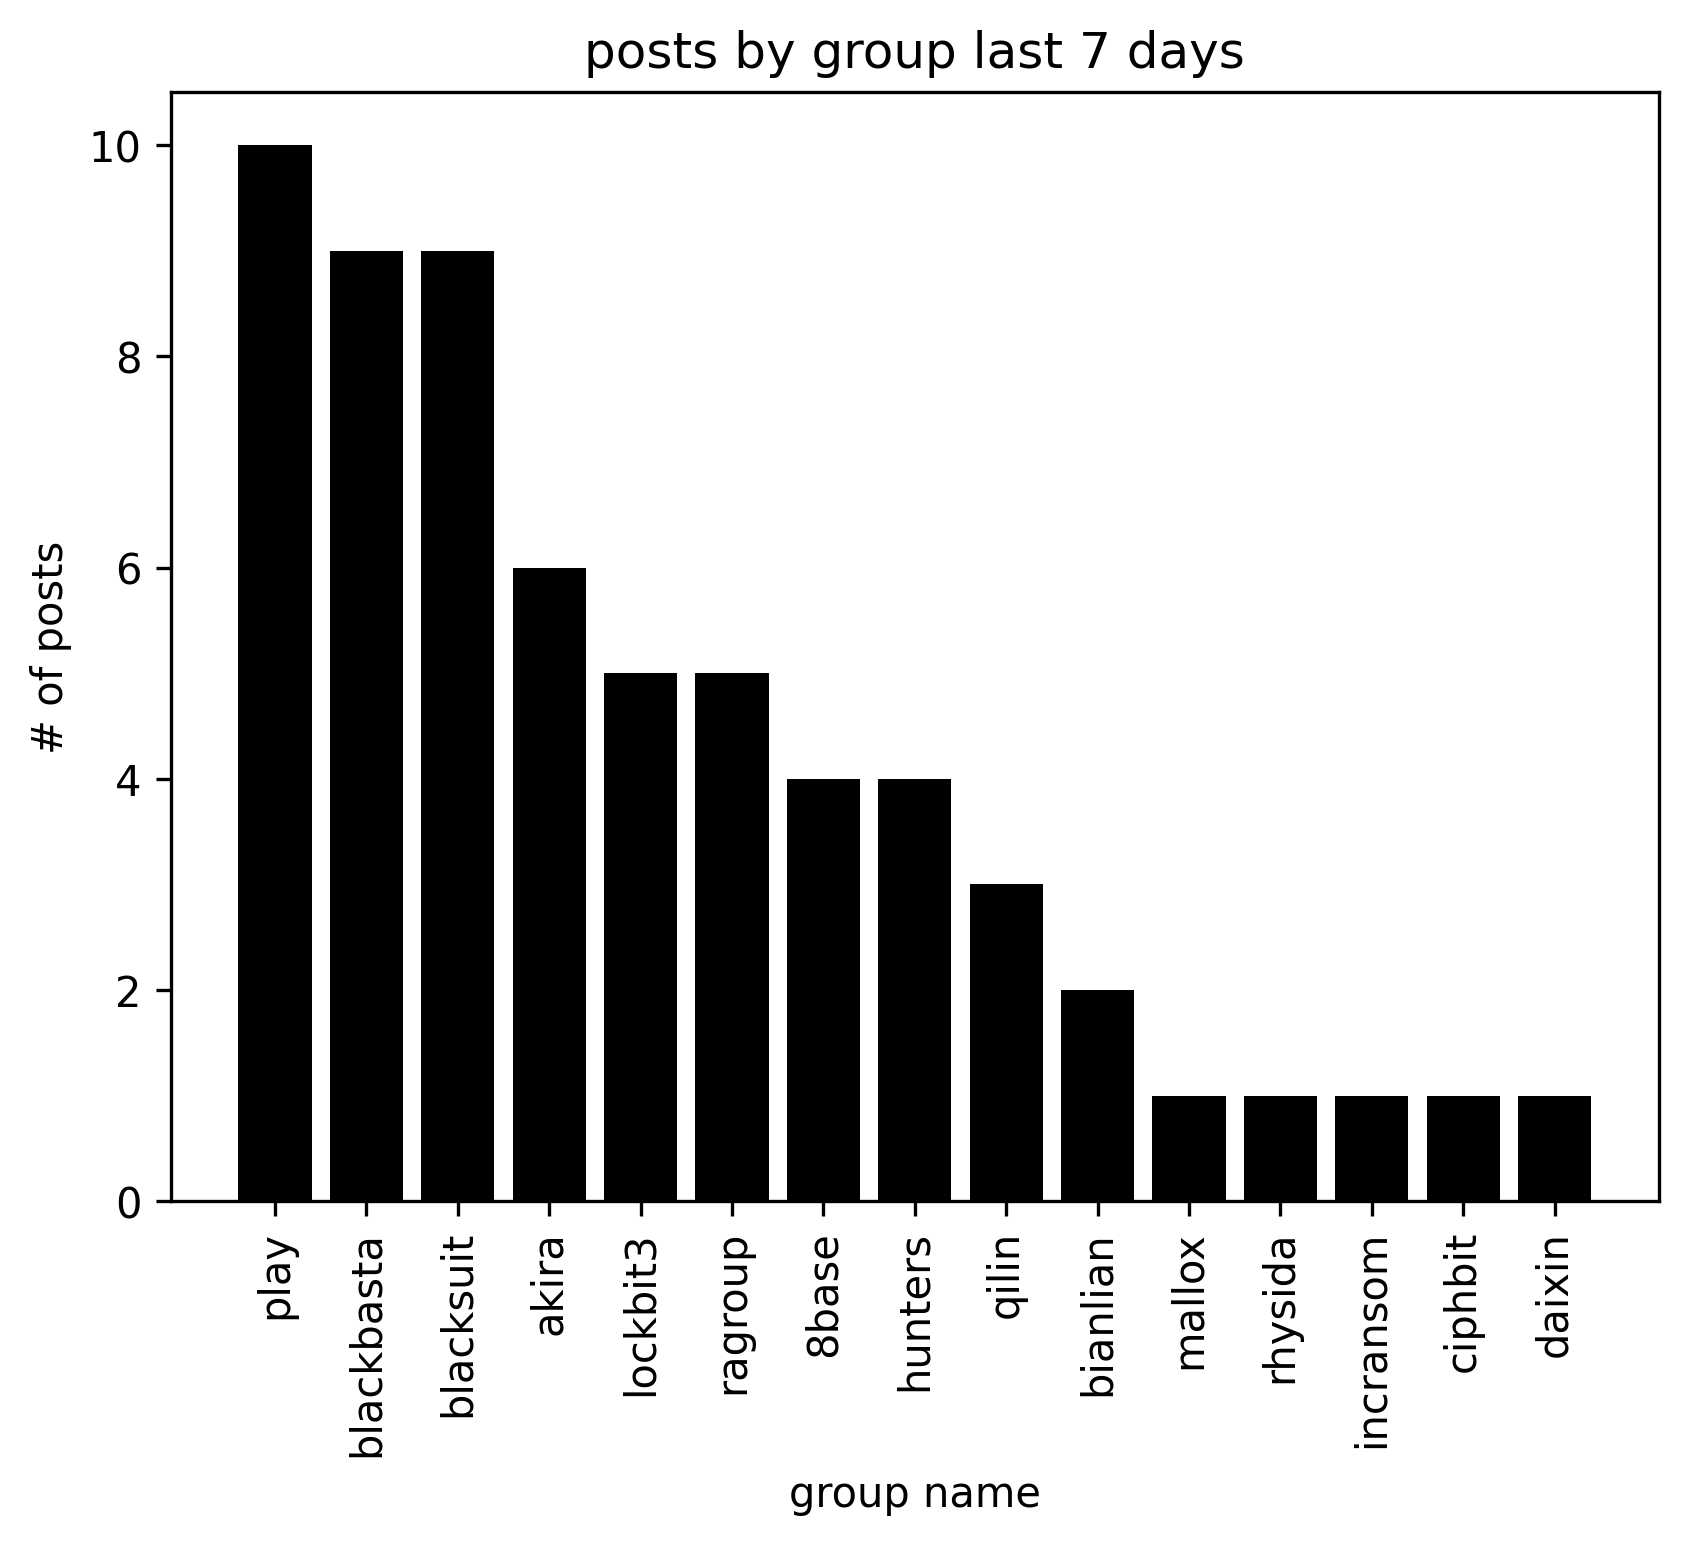 posts by group last 7 days
# of posts
10
8
6
4
2
0
play
blackbasta
blacksuit
akira
lockbit3
ragroup
8base
hunters
qilin
bianlian
mallox
rhysida
incransom
ciphbit
daixin
group name